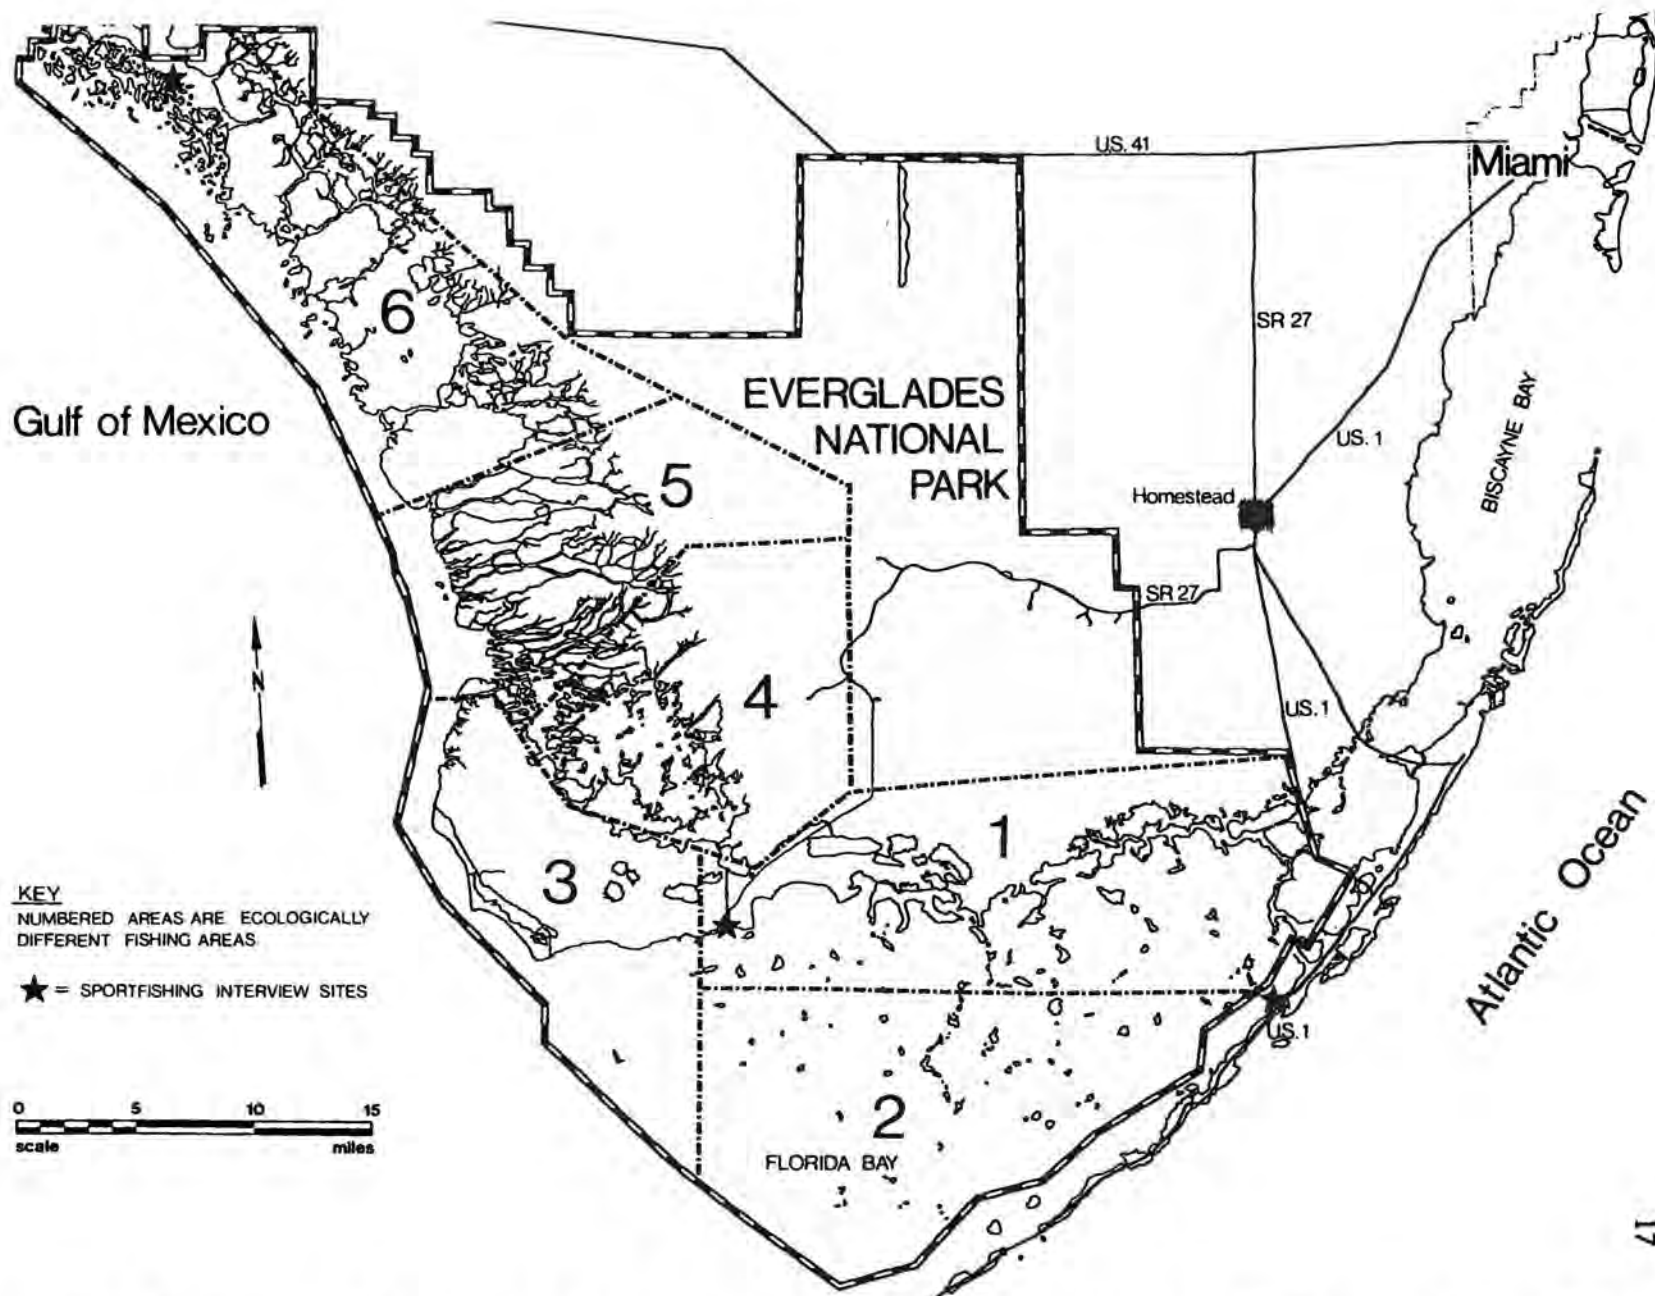 U.S. 41
Miami
6
SR 27
EVERGLADES
NATIONAL
PARK
Gulf of Mexico
US. 1
BISCAYNE BAY
5
Homestead
SR 27
N
4
US. 1
1
Atlantic Ocean
3
KEY
NUMBERED AREAS ARE ECOLOGICALLY
DIFFERENT FISHING AREAS
★ = SPORTFISHING INTERVIEW SITES
US. 1
0 5 10 15
scale miles
2
FLORIDA BAY
17